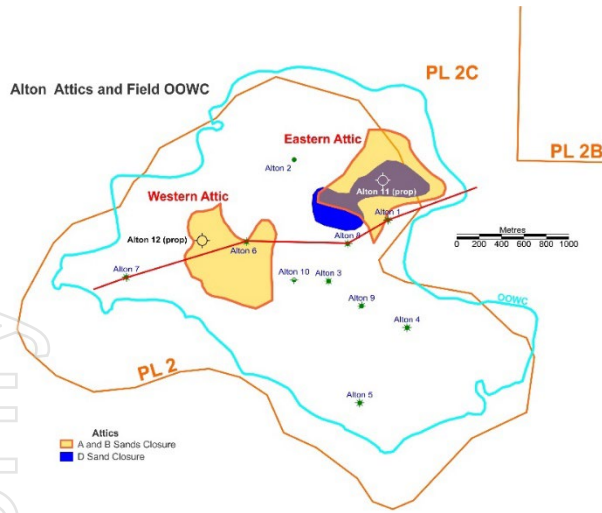 PL 2C
Alton Attics and Field OOWC
Eastern Attic
PL 2B
Alton 2
Alton 11 (prop)
Western Attic
Alton 1
Metres
0 200 400 600 800 1000
Alton 12 (prop)
Alton 6
Alton 8
Alton 7
Alton 10
Alton 3
OOWC
Alton 9
Alton 4
PL 2
Alton 5
Attics
A and B Sands Closure
D Sand Closure